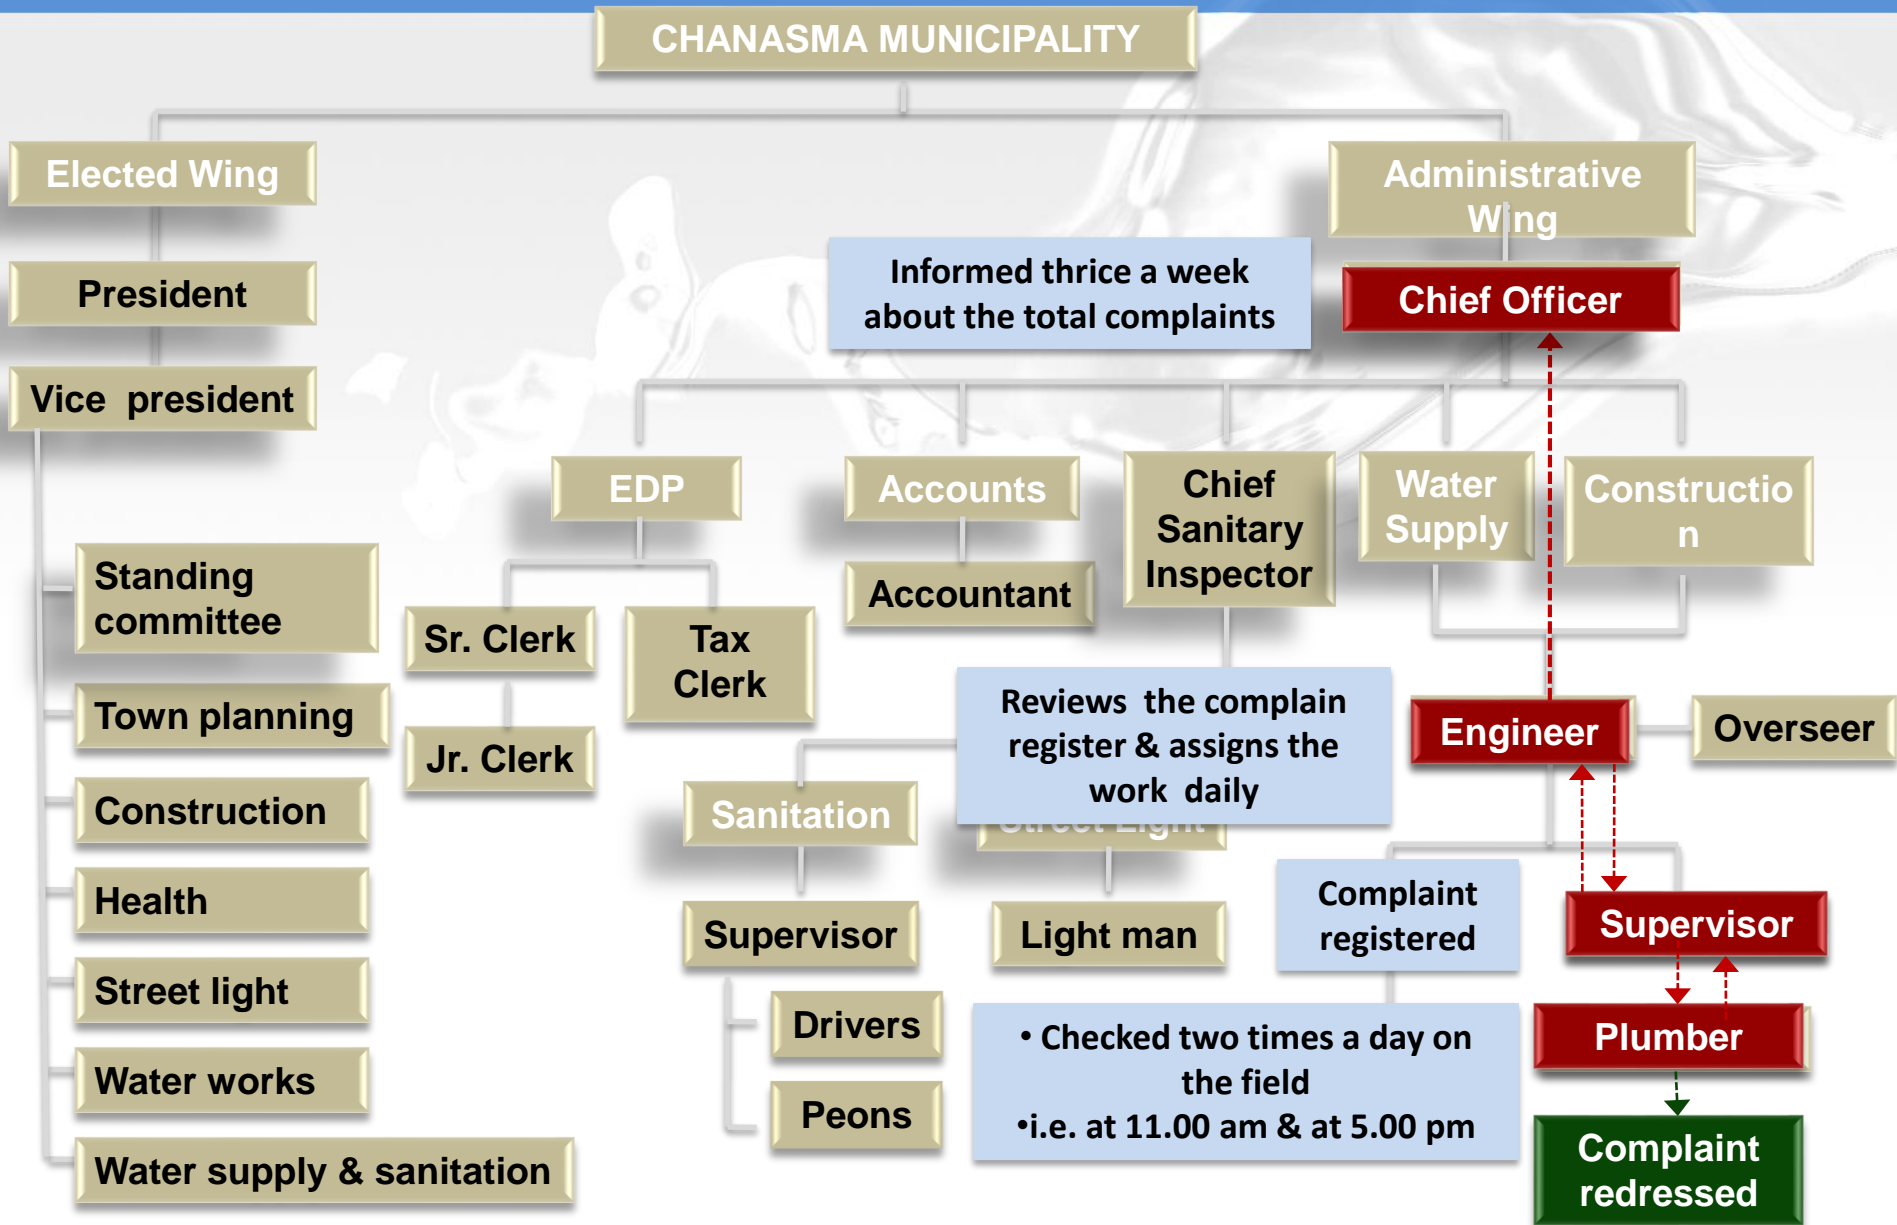 CHANASMA MUNICIPALITY
Elected Wing
Administrative
Wing
President
Informed thrice a week
about the total complaints
Chief Officer
Vice  president
EDP
Accounts
Chief
Sanitary
Inspector
Water
Supply
Constructio
n
Standing
committee
Accountant
Sr. Clerk
Tax
Clerk
Town planning
Reviews  the complain
register & assigns the
work  daily
Engineer
Overseer
Jr. Clerk
Construction
Sanitation
Street Light
Health
Supervisor
Light man
Complaint
registered
Supervisor
Street light
Drivers
• Checked two times a day on
the field
•i.e. at 11.00 am & at 5.00 pm
Plumber
Water works
Peons
Water supply & sanitation
Complaint
redressed